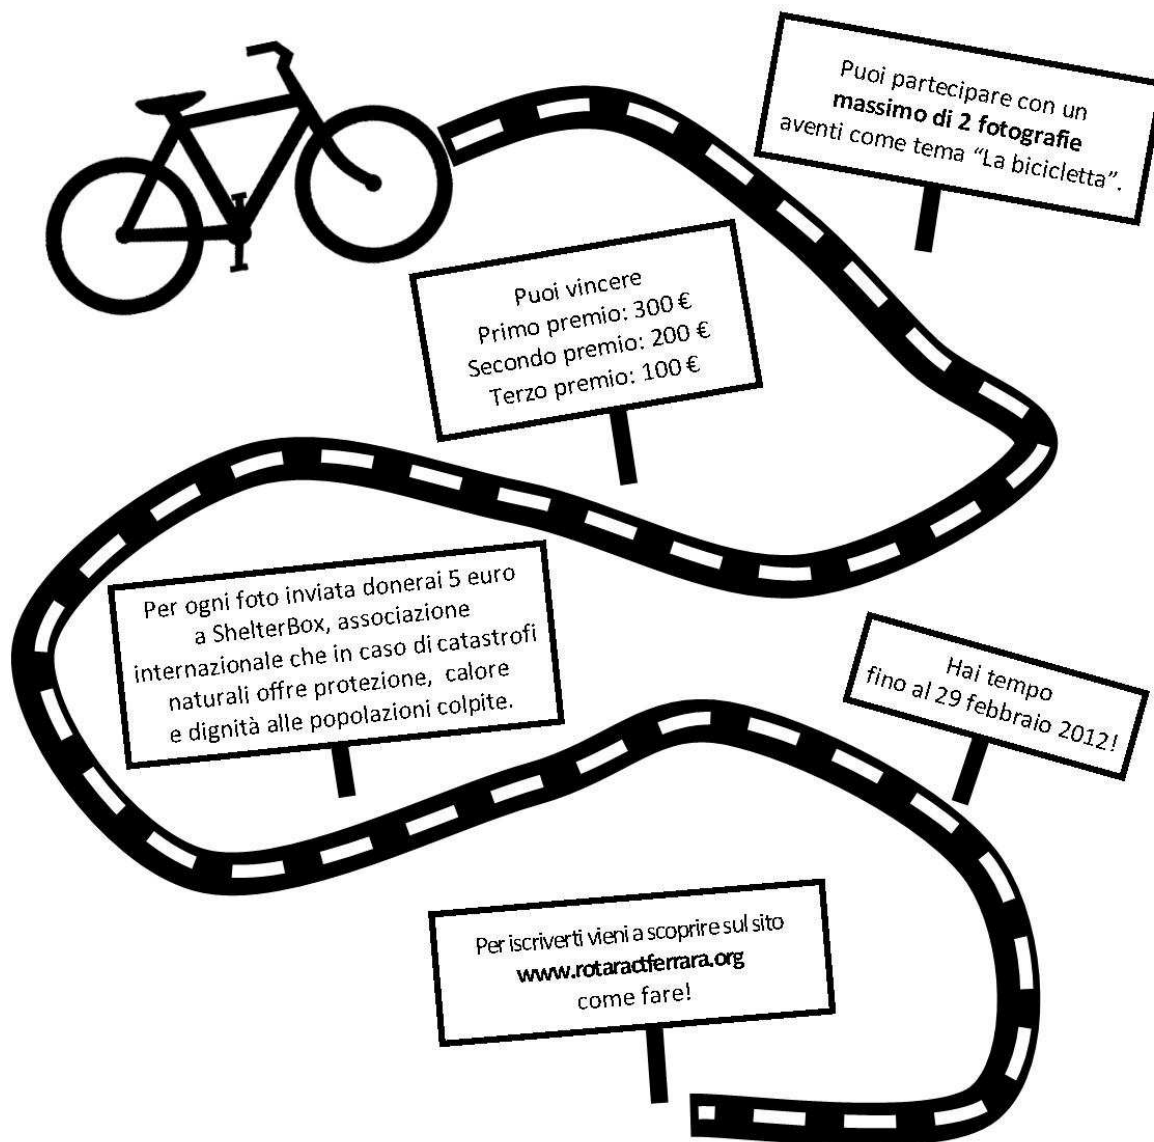 Puoi partecipare con un
massimo di 2 fotografie
aventi come tema “La bicicletta”.
Puoi vincere
Primo premio: 300 €
Secondo premio: 200 €
Terzo premio: 100 €
Per ogni foto inviata donerai 5 euro
a ShelterBox, associazione
internazionale che in caso di catastrofi
naturali offre protezione, calore
e dignità alle popolazioni colpite.
Hai tempo
fino al 29 febbraio 2012!
Per iscriverti vieni a scoprire sul sito
www.rotaractferrara.org
come fare!